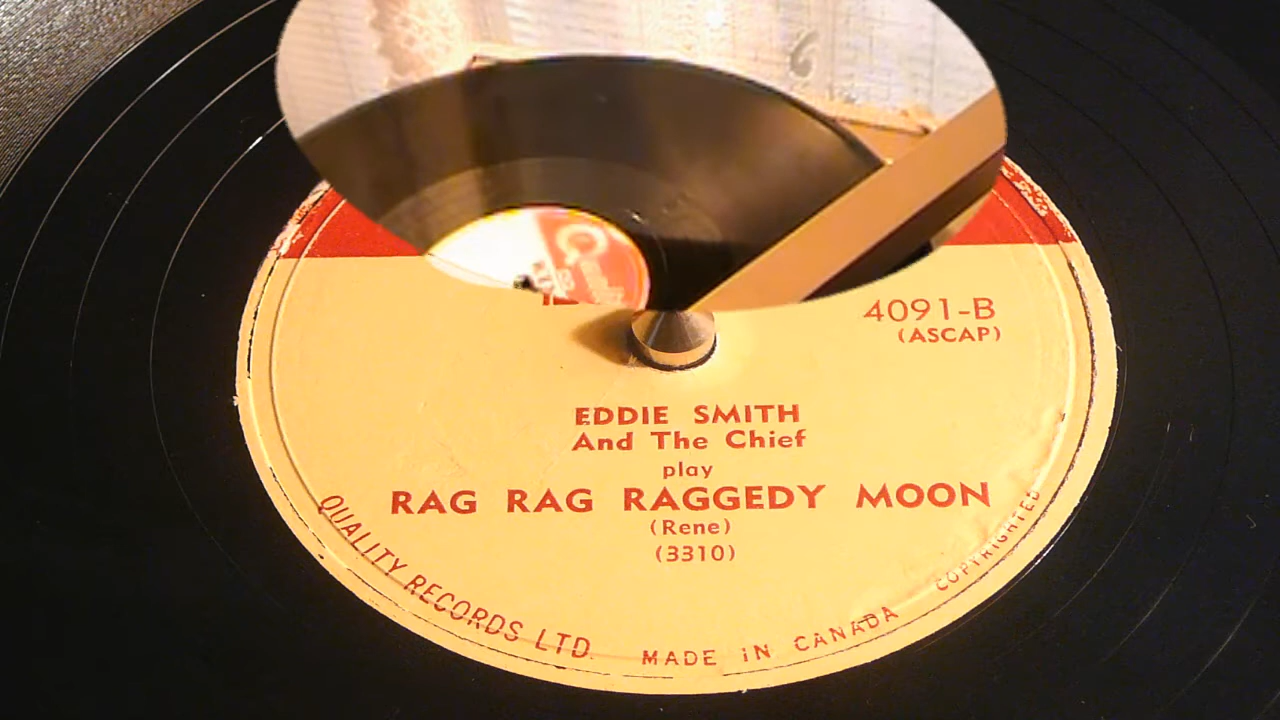 4091-B
(ASCAP)
EDDIE SMITH
And The Chief
play
RAG RAG RAGGEDY MOON
(Rene)
(3310)
QUALITY RECORDS LTD. MADE IN CANADA COPYRIGHTED